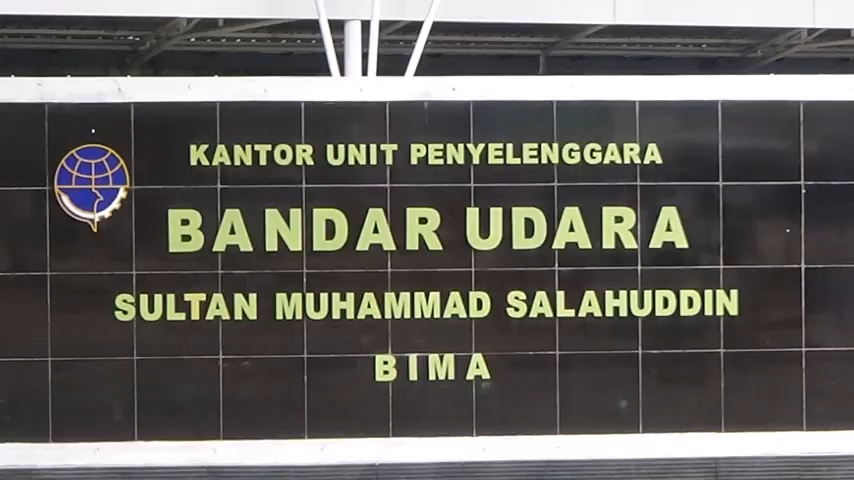 KANTOR UNIT PENYELENGGARA
BANDAR UDARA
SULTAN MUHAMMAD SALAHUDDIN
BIMA